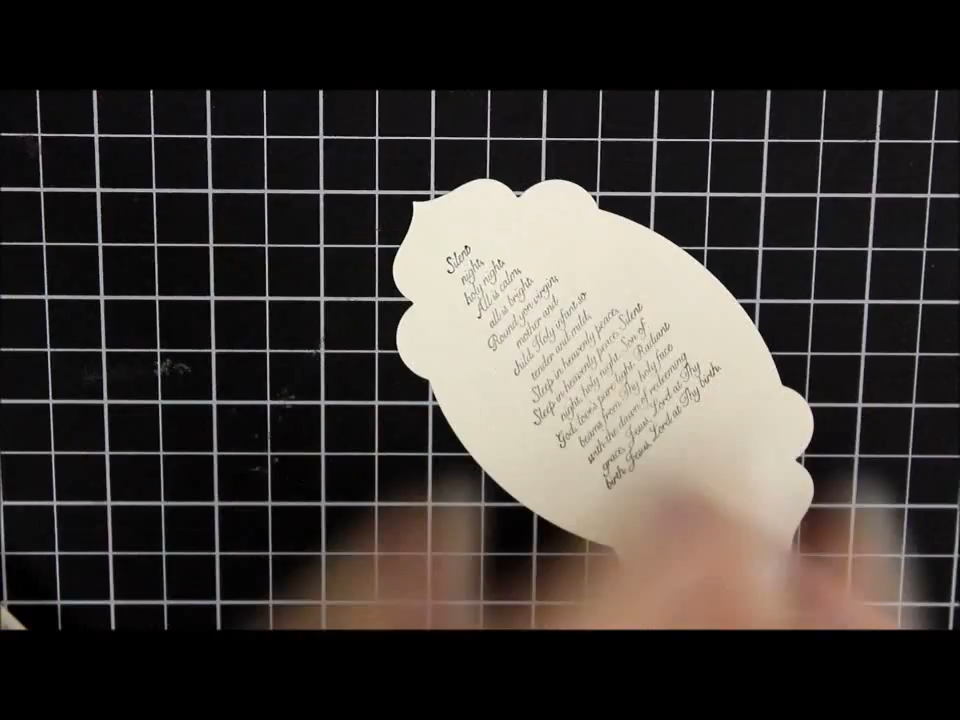 Silent
night,
holy night,
All is calm,
all is bright,
Round yon virgin,
mother and
child. Holy infant so
tender and mild,
Sleep in heavenly peace,
Sleep in heavenly peace. Silent
night, holy night. Son of
God, love's pure light. Radiant
beams from Thy holy face
with the dawn of redeeming
grace, Jesus, Lord at Thy
birth. Jesus, Lord at Thy birth.